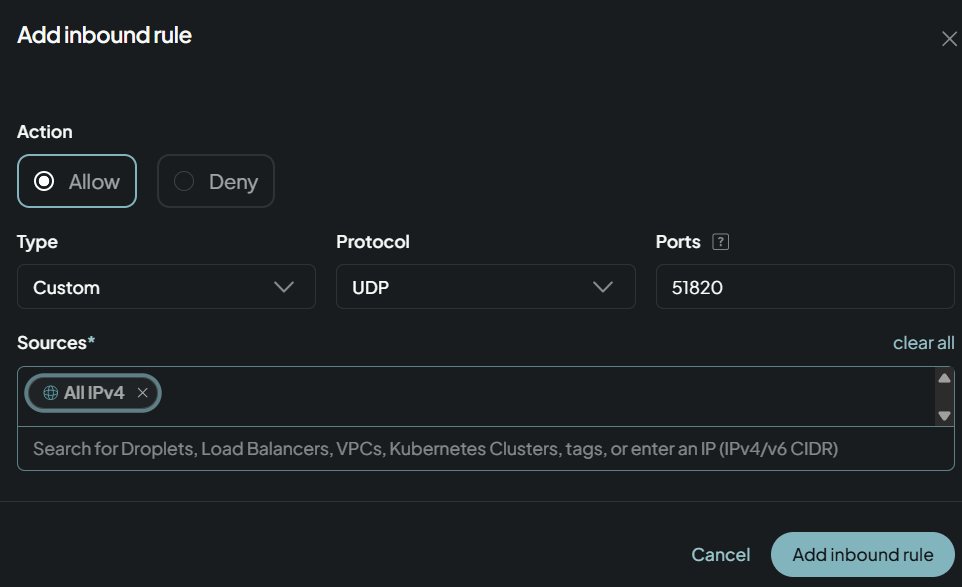 Add inbound rule
Action
Allow Deny
Type Protocol Ports ?
Custom UDP 51820
Sources* clear all
All IPv4
Search for Droplets, Load Balancers, VPCs, Kubernetes Clusters, tags, or enter an IP (IPv4/v6 CIDR)
Cancel Add inbound rule